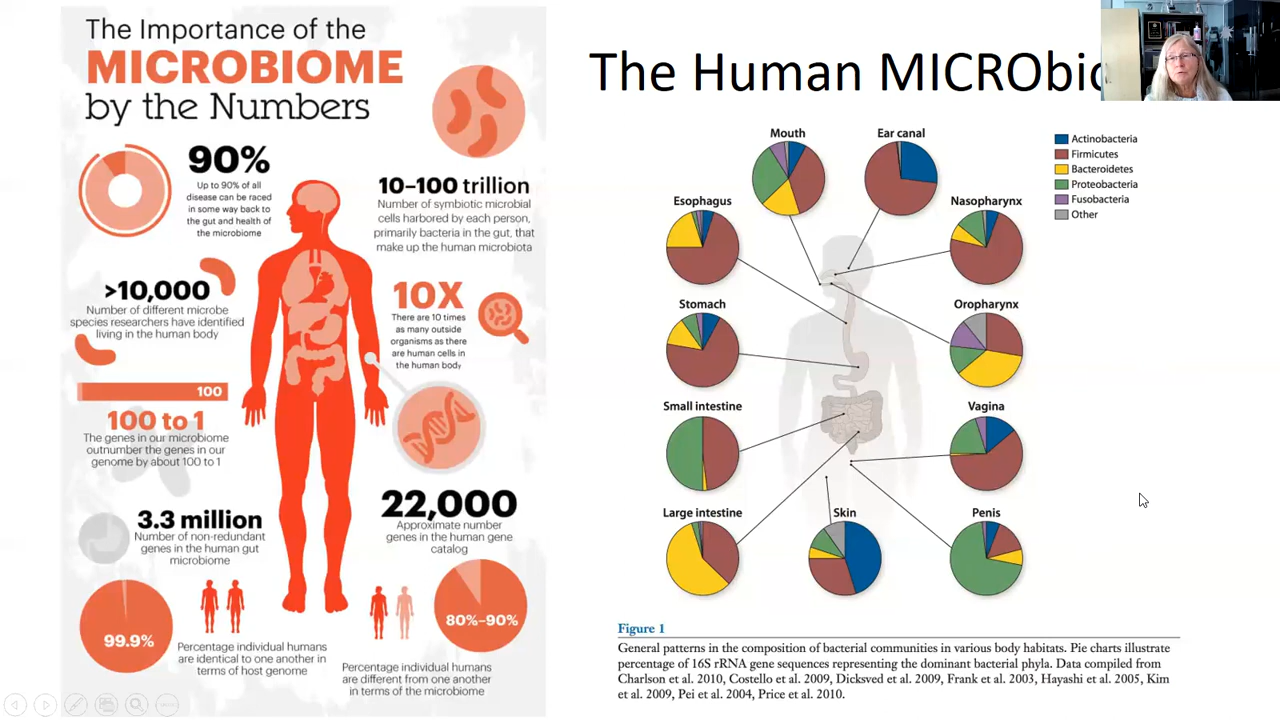 The Importance of the
MICROBIOME
by the Numbers
90%
Up to 90% of all
disease can be raced
in some way back to
the gut and health of
the microbiome
10–100 trillion
Number of symbiotic microbial
cells harbored by each person,
primarily bacteria in the gut, that
make up the human microbiota
>10,000
Number of different microbe
species researchers have identified
living in the human body
10X
There are 10 times
as many outside
organisms as there
are human cells in
the human body
100
100 to 1
The genes in our microbiome
outnumber the genes in our
genome by about 100 to 1
3.3 million
Number of non-redundant
genes in the human gut
microbiome
22,000
Approximate number
genes in the human gene
catalog
99.9%
Percentage individual humans
are identical to one another in
terms of host genome
80%–90%
Percentage individual humans
are different from one another
in terms of the microbiome
The Human MICRObio
Mouth
Ear canal
Esophagus
Nasopharynx
Stomach
Oropharynx
Small intestine
Vagina
Large intestine
Skin
Penis
Actinobacteria
Firmicutes
Bacteroidetes
Proteobacteria
Fusobacteria
Other
Figure 1
General patterns in the composition of bacterial communities in various body habitats. Pie charts illustrate
percentage of 16S rRNA gene sequences representing the dominant bacterial phyla. Data compiled from
Charlson et al. 2010, Costello et al. 2009, Dicksved et al. 2009, Frank et al. 2003, Hayashi et al. 2005, Kim
et al. 2009, Pei et al. 2004, Price et al. 2010.